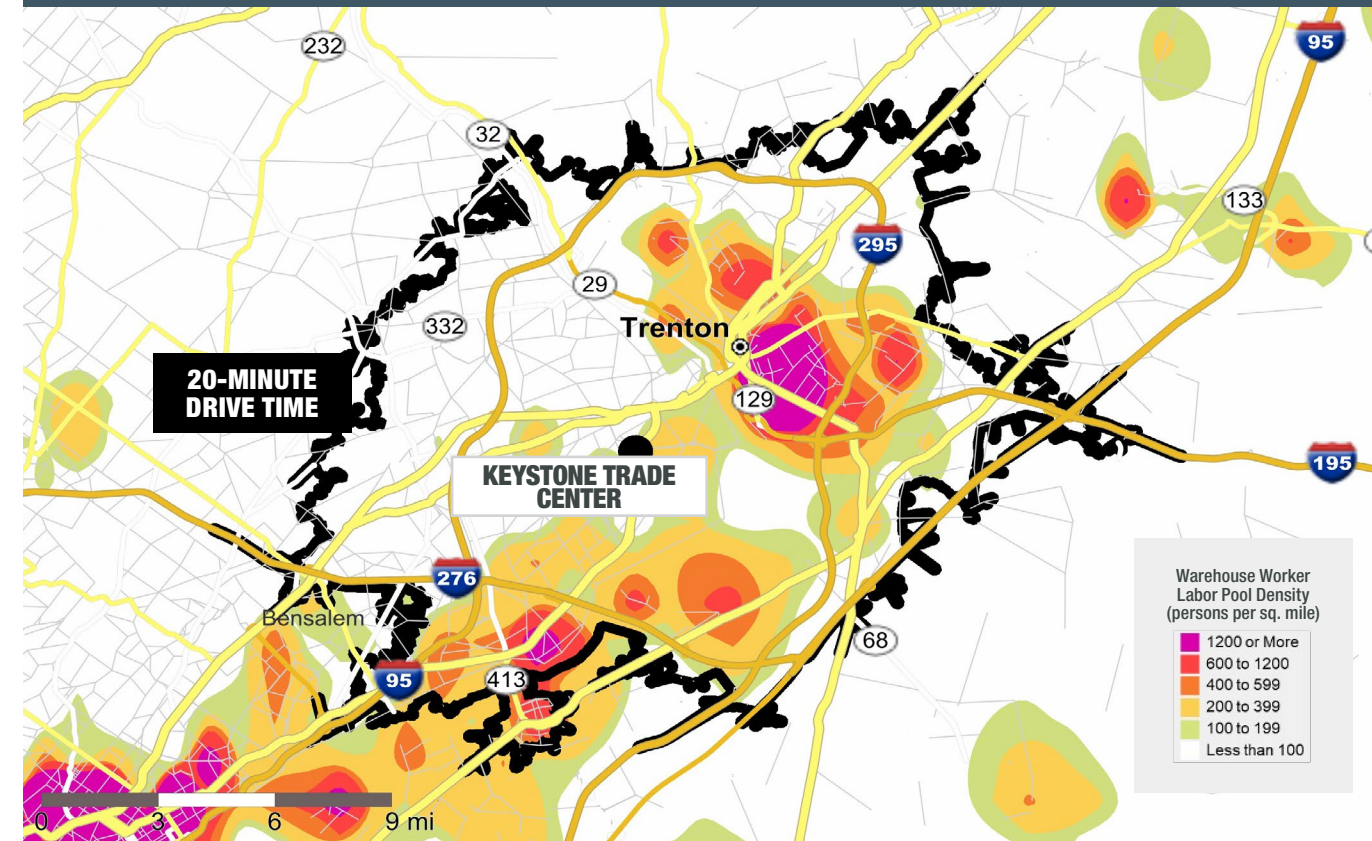 232
95
32
133
295
29
332
Trenton
20-MINUTE
DRIVE TIME
129
KEYSTONE TRADE
CENTER
195
276
Bensalem
68
95
413
Warehouse Worker
Labor Pool Density
(persons per sq. mile)
1200 or More
600 to 1200
400 to 599
200 to 399
100 to 199
Less than 100
0 3 6 9 mi